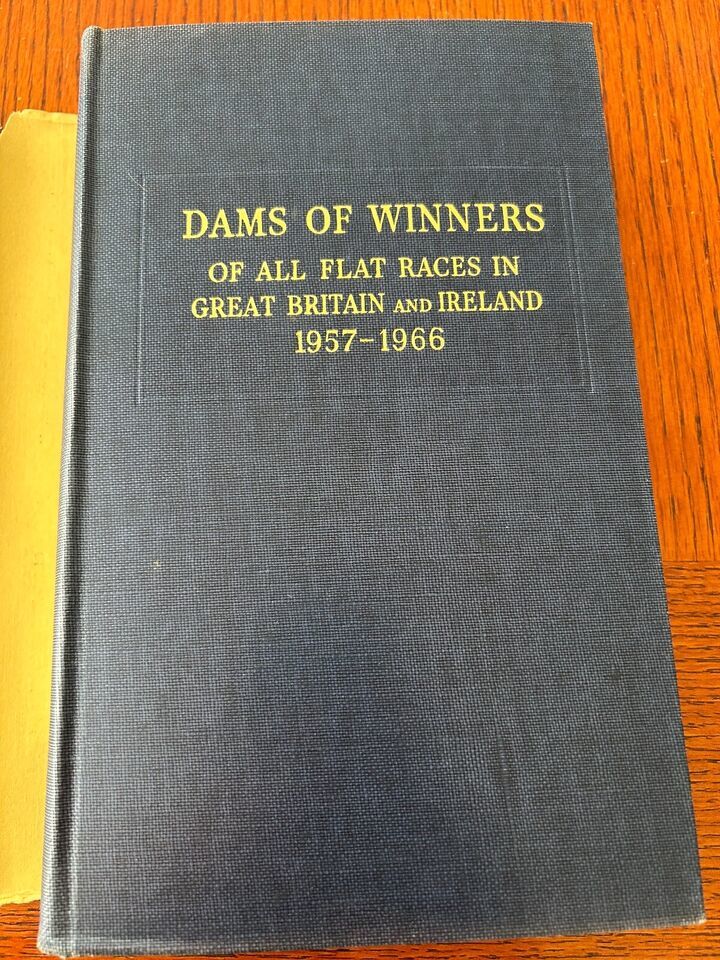 DAMS OF WINNERS
OF ALL FLAT RACES IN
GREAT BRITAIN AND IRELAND
1957-1966